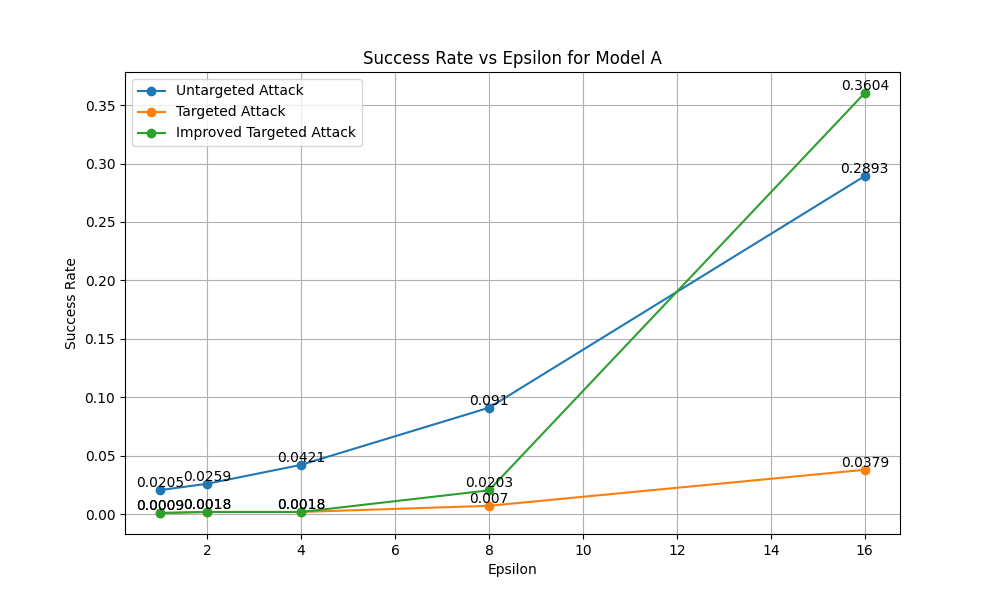 Success Rate vs Epsilon for Model A
Untargeted Attack
Targeted Attack
Improved Targeted Attack
0.3604
0.2893
0.091
0.0421
0.0205
0.0259
0.0203
0.007
0.0379
0.0009
0.0018
0.0018
0.35
0.30
0.25
0.20
0.15
0.10
0.05
0.00
Success Rate
2 4 6 8 10 12 14 16
Epsilon